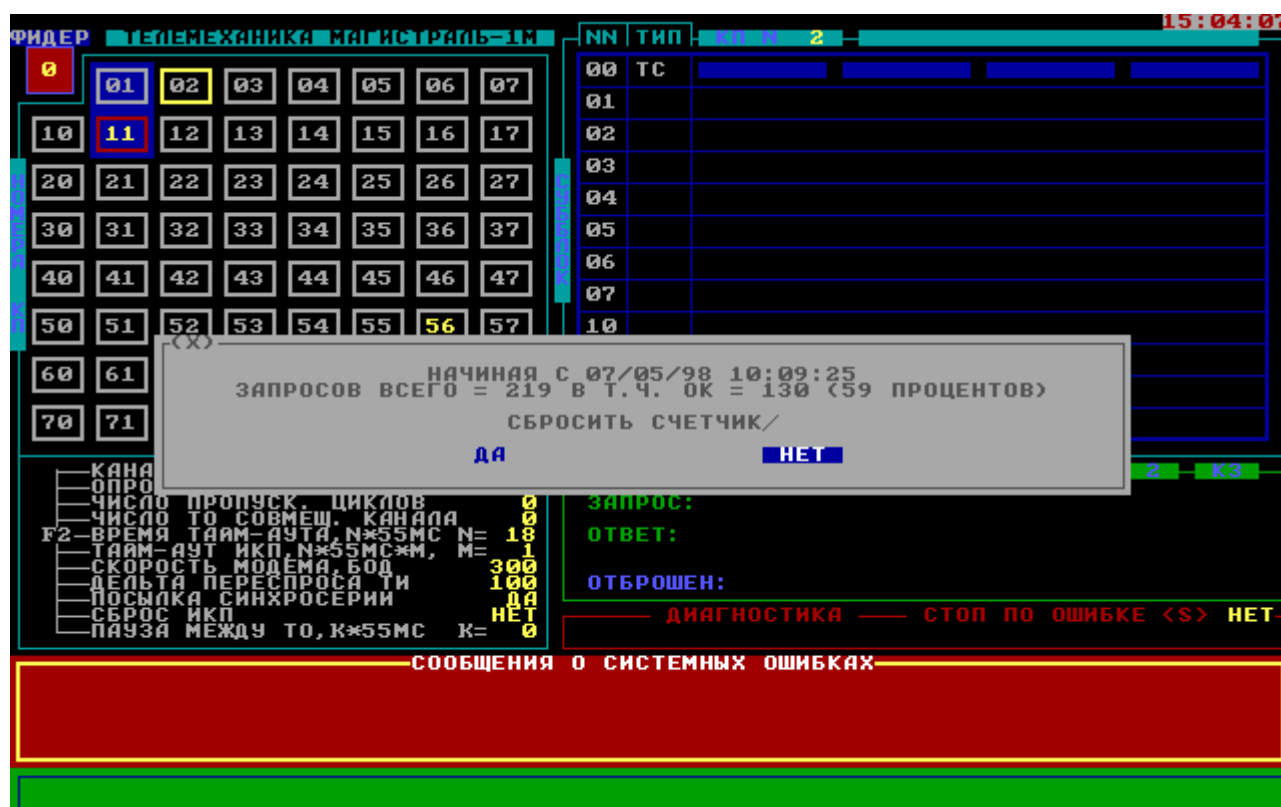 15:04:07
ФИДЕР ТЕЛЕМЕХАНИКА МАГИСТРАЛЬ-1М
0
01 02 03 04 05 06 07
10 11 12 13 14 15 16 17
20 21 22 23 24 25 26 27
30 31 32 33 34 35 36 37
40 41 42 43 44 45 46 47
50 51 52 53 54 55 56 57
60 61
70 71
НОМЕРА КП
NN ТИП КП N 2
00 ТС
01
02
03
04
05
06
07
10
(X)
НАЧИНАЯ С 07/05/98 10:09:25
ЗАПРОСОВ ВСЕГО = 219 В Т.Ч. ОК = 130 (59 ПРОЦЕНТОВ)
СБРОСИТЬ СЧЕТЧИК/
ДА НЕТ
КАНА
ОПРО
ЧИСЛО ПРОПУСК. ЦИКЛОВ 0
ЧИСЛО ТО СОВМЕЩ. КАНАЛА 0
F2-ВРЕМЯ ТАЙМ-АУТА,N*55МС N= 18
ТАЙМ-АУТ ИКП,N*55МС*М, М= 1
СКОРОСТЬ МОДЕМА,БОД 300
ДЕЛЬТА ПЕРЕСПРОСА ТИ 100
ПОСЫЛКА СИНХРОСЕРИИ ДА
СБРОС ИКП НЕТ
ПАУЗА МЕЖДУ ТО,К*55МС К= 0
2 К3
ЗАПРОС:
ОТВЕТ:
ОТБРОШЕН:
ДИАГНОСТИКА СТОП ПО ОШИБКЕ <S> НЕТ
СООБЩЕНИЯ О СИСТЕМНЫХ ОШИБКАХ